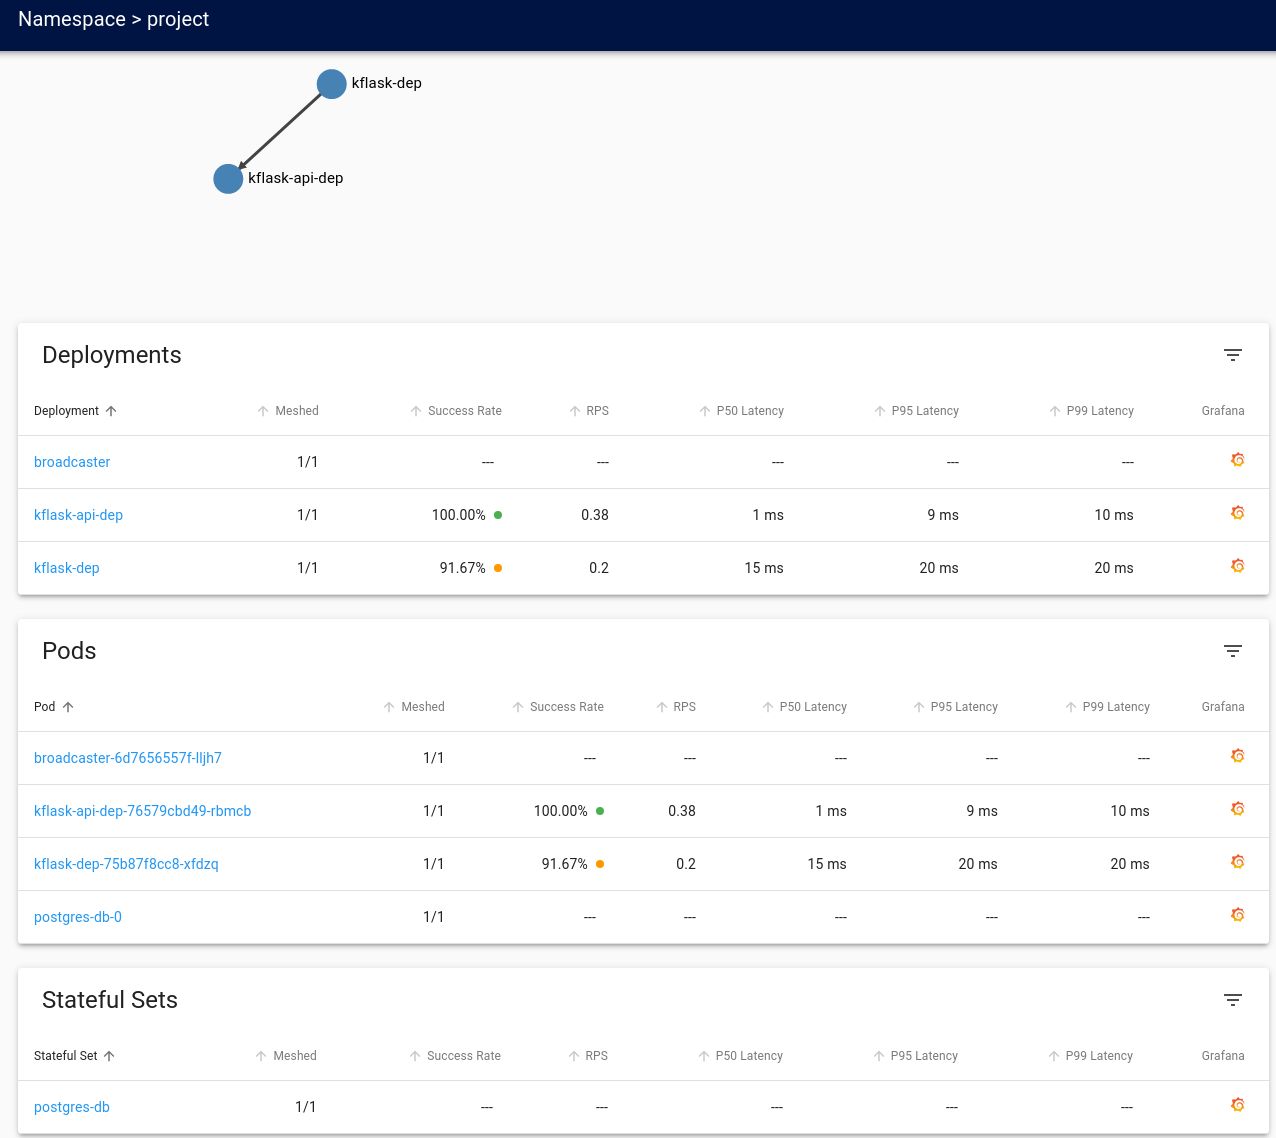 Namespace > project
kflask-dep
kflask-api-dep
Deployments
Deployment Meshed Success Rate RPS P50 Latency P95 Latency P99 Latency Grafana
broadcaster 1/1 --- --- --- --- ---
kflask-api-dep 1/1 100.00% 0.38 1 ms 9 ms 10 ms
kflask-dep 1/1 91.67% 0.2 15 ms 20 ms 20 ms
Pods
Pod Meshed Success Rate RPS P50 Latency P95 Latency P99 Latency Grafana
broadcaster-6d7656557f-lljh7 1/1 --- --- --- --- ---
kflask-api-dep-76579cbd49-rbmcb 1/1 100.00% 0.38 1 ms 9 ms 10 ms
kflask-dep-75b87f8cc8-xfdzq 1/1 91.67% 0.2 15 ms 20 ms 20 ms
postgres-db-0 1/1 --- --- --- --- ---
Stateful Sets
Stateful Set Meshed Success Rate RPS P50 Latency P95 Latency P99 Latency Grafana
postgres-db 1/1 --- --- --- --- ---